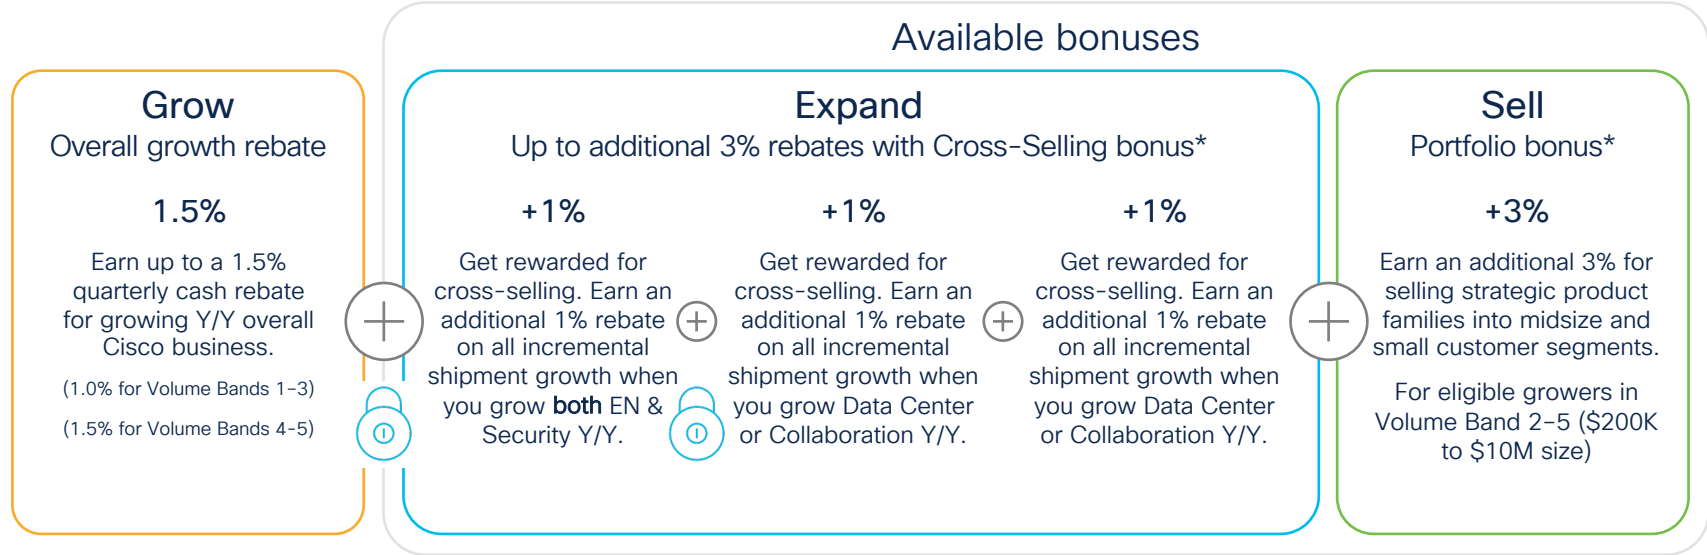 Available bonuses
Grow
Overall growth rebate
1.5%
Earn up to a 1.5%
quarterly cash rebate
for growing Y/Y overall
Cisco business.
(1.0% for Volume Bands 1-3)
(1.5% for Volume Bands 4-5)
Expand
Up to additional 3% rebates with Cross-Selling bonus*
+1%
Get rewarded for
cross-selling. Earn an
additional 1% rebate
on all incremental
shipment growth when
you grow both EN &
Security Y/Y.
+1%
Get rewarded for
cross-selling. Earn an
additional 1% rebate
on all incremental
shipment growth when
you grow Data Center
or Collaboration Y/Y.
+1%
Get rewarded for
cross-selling. Earn an
additional 1% rebate
on all incremental
shipment growth when
you grow Data Center
or Collaboration Y/Y.
Sell
Portfolio bonus*
+3%
Earn an additional 3% for
selling strategic product
families into midsize and
small customer segments.
For eligible growers in
Volume Band 2-5 ($200K
to $10M size)